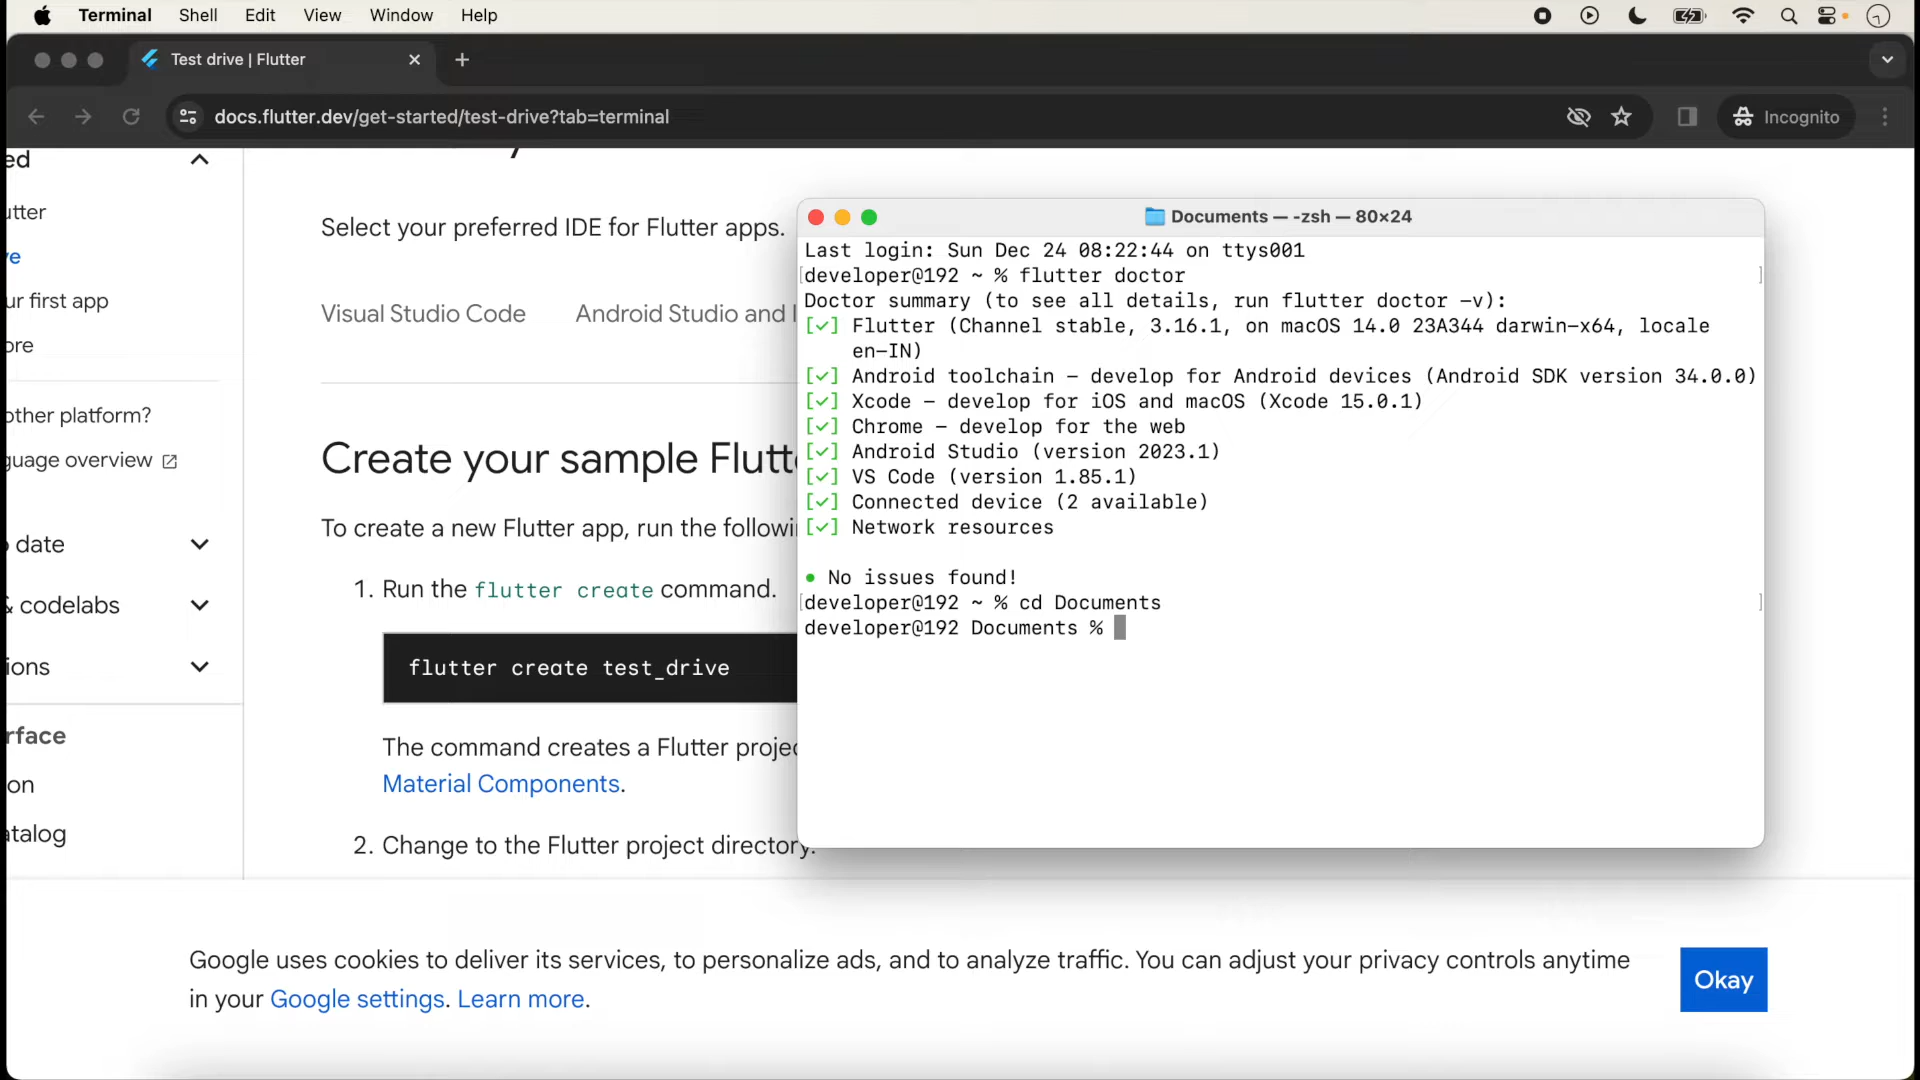 Terminal Shell Edit View Window Help
Test drive | Flutter
docs.flutter.dev/get-started/test-drive?tab=terminal
Incognito
ed
utter
ve
ur first app
ore
other platform?
guage overview
o date
& codelabs
ions
rface
on
atalog
Select your preferred IDE for Flutter apps.
Visual Studio Code Android Studio and I
Create your sample Flutte
To create a new Flutter app, run the followi
1. Run the flutter create command.
flutter create test_drive
The command creates a Flutter projec
Material Components.
2. Change to the Flutter project directory.
Documents — -zsh — 80×24
Last login: Sun Dec 24 08:22:44 on ttys001
[developer@192 ~ % flutter doctor ]
Doctor summary (to see all details, run flutter doctor -v):
[✓] Flutter (Channel stable, 3.16.1, on macOS 14.0 23A344 darwin-x64, locale
en-IN)
[✓] Android toolchain - develop for Android devices (Android SDK version 34.0.0)
[✓] Xcode - develop for iOS and macOS (Xcode 15.0.1)
[✓] Chrome - develop for the web
[✓] Android Studio (version 2023.1)
[✓] VS Code (version 1.85.1)
[✓] Connected device (2 available)
[✓] Network resources
• No issues found!
[developer@192 ~ % cd Documents ]
developer@192 Documents %
Google uses cookies to deliver its services, to personalize ads, and to analyze traffic. You can adjust your privacy controls anytime
in your Google settings. Learn more.
Okay